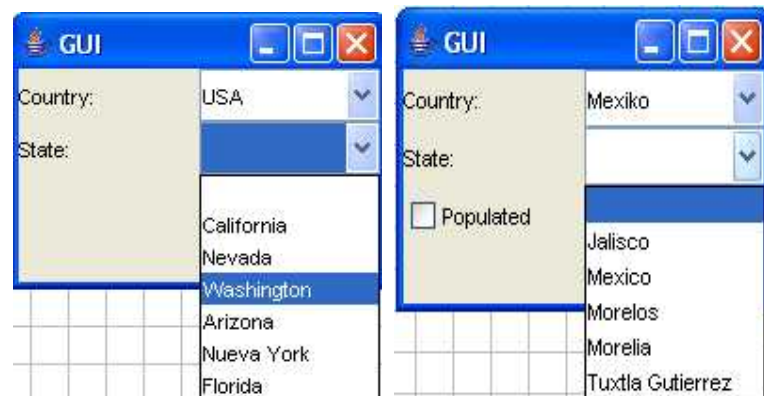 GUI
Country:
USA
State:
California
Nevada
Washington
Arizona
Nueva York
Florida
GUI
Country:
Mexiko
State:
Populated
Jalisco
Mexico
Morelos
Morelia
Tuxtla Gutierrez